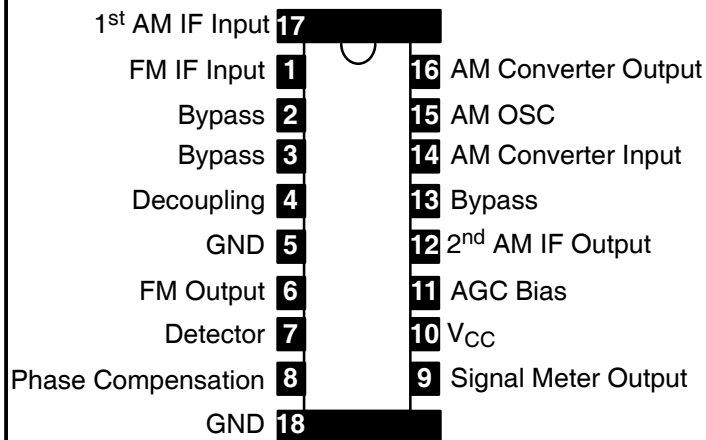 1st AM IF Input 17
FM IF Input 1 16 AM Converter Output
Bypass 2 15 AM OSC
Bypass 3 14 AM Converter Input
Decoupling 4 13 Bypass
GND 5 12 2nd AM IF Output
FM Output 6 11 AGC Bias
Detector 7 10 VCC
Phase Compensation 8 9 Signal Meter Output
GND 18